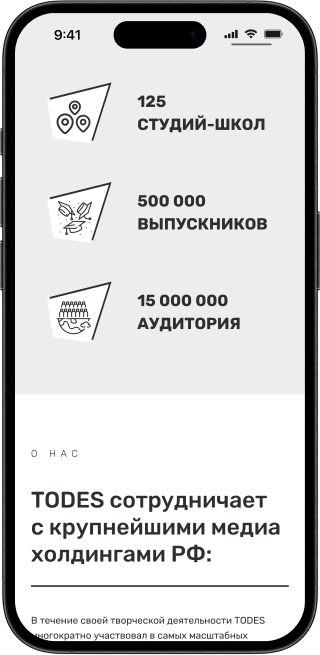 9:41
125
СТУДИЙ-ШКОЛ
500 000
ВЫПУСКНИКОВ
15 000 000
АУДИТОРИЯ
О НАС
TODES сотрудничает
с крупнейшими медиа
холдингами РФ:
В течение своей творческой деятельности TODES
многократно участвовал в самых масштабных